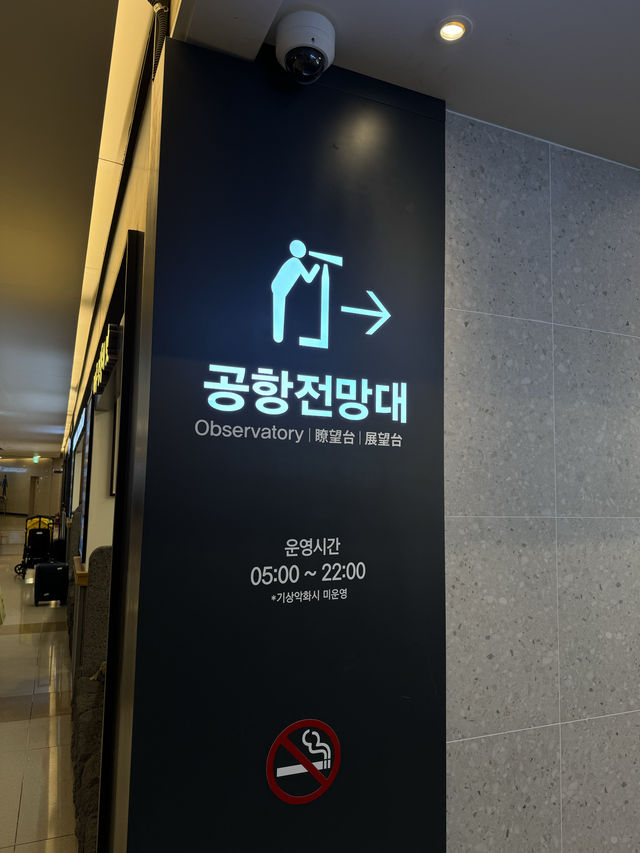 공항전망대
Observatory | 瞭望台 | 展望台
운영시간
05:00 ~ 22:00
*기상악화시 미운영